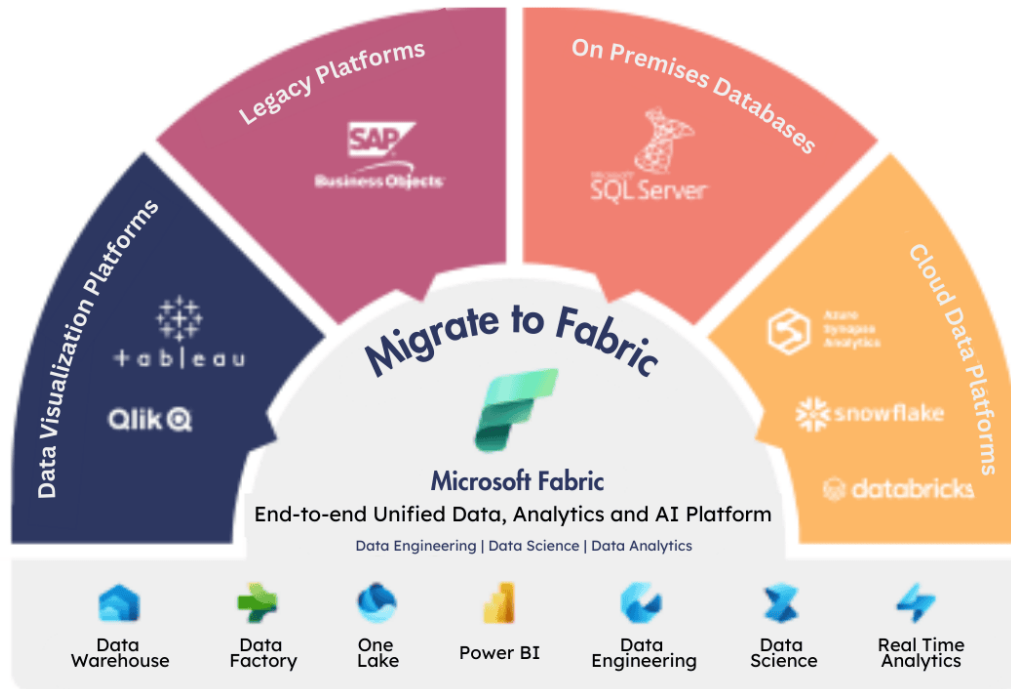 Legacy Platforms
SAP
Business Objects
On Premises Databases
Microsoft
SQL Server
Data Visualization Platforms
+ a b l e a u
Qlik
Cloud Data Platforms
Azure
Synapse
Analytics
snowflake
databricks
Migrate to Fabric
Microsoft Fabric
End-to-end Unified Data, Analytics and AI Platform
Data Engineering | Data Science | Data Analytics
Data
Warehouse
Data
Factory
One
Lake
Power BI
Data
Engineering
Data
Science
Real Time
Analytics